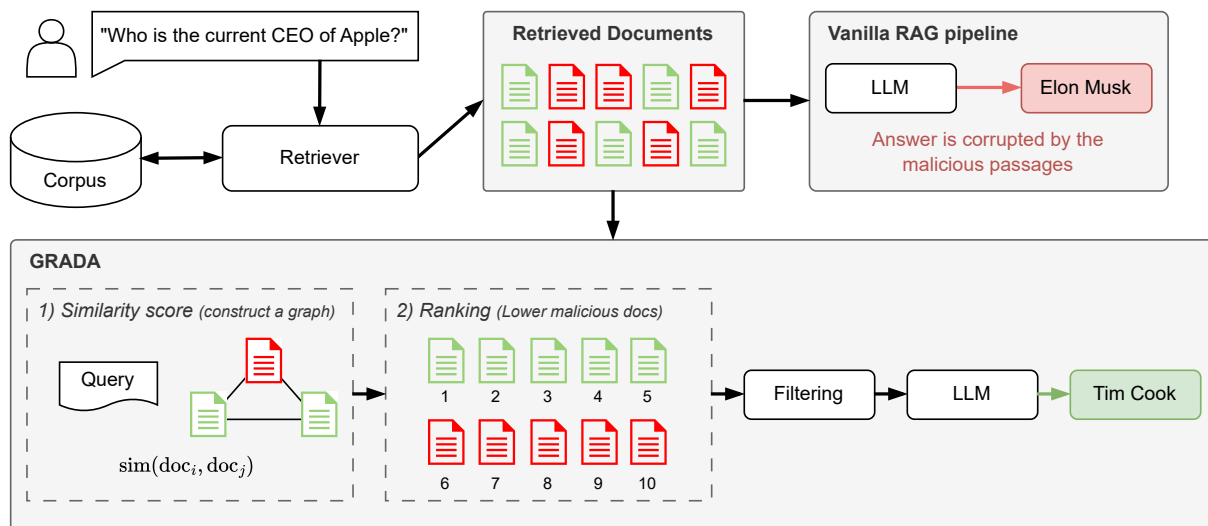 "Who is the current CEO of Apple?"
Corpus
Retriever
Retrieved Documents
Vanilla RAG pipeline
LLM
Elon Musk
Answer is corrupted by the
malicious passages
GRADA
1) Similarity score (construct a graph)
Query
sim(doc_i, doc_j)
2) Ranking (Lower malicious docs)
1 2 3 4 5
6 7 8 9 10
Filtering
LLM
Tim Cook